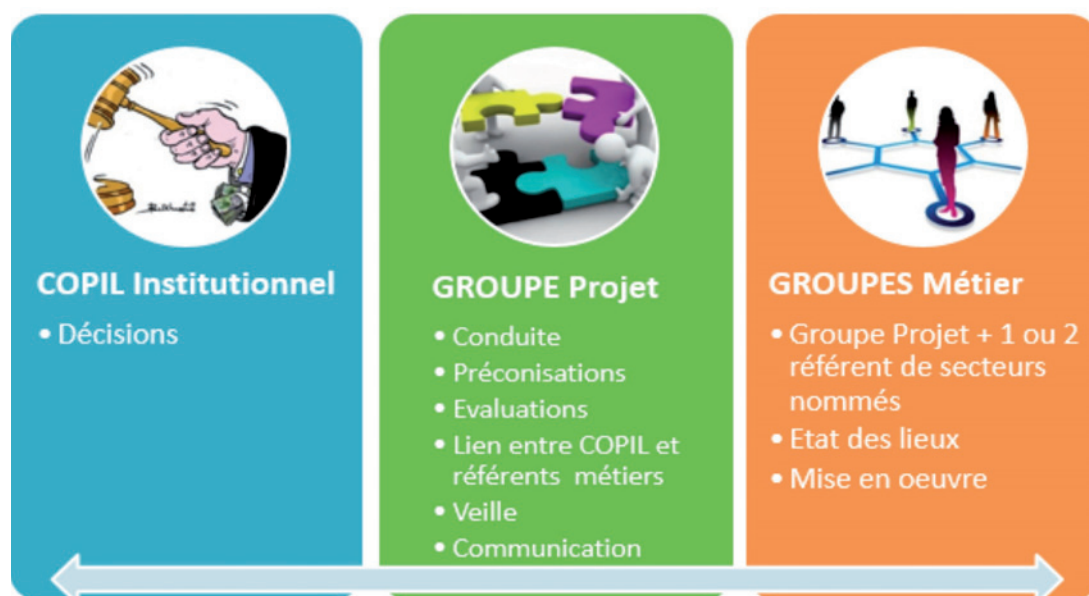 COPIL Institutionnel
• Décisions
GROUPE Projet
• Conduite
• Préconisations
• Evaluations
• Lien entre COPIL et
référents métiers
• Veille
• Communication
GROUPES Métier
• Groupe Projet + 1 ou 2
référent de secteurs
nommés
• Etat des lieux
• Mise en oeuvre